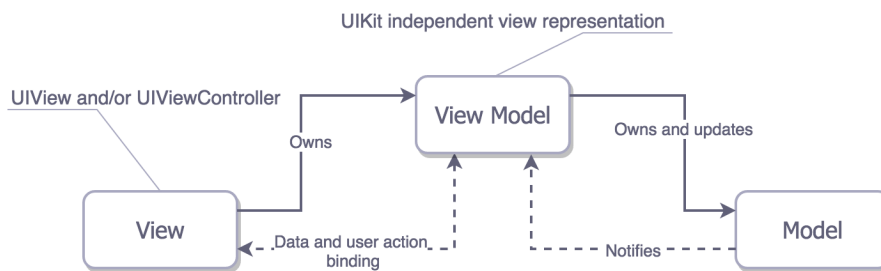 UIKit independent view representation
UIView and/or UIViewController
View Model
Owns
Owns and updates
View
Data and user action
binding
Notifies
Model